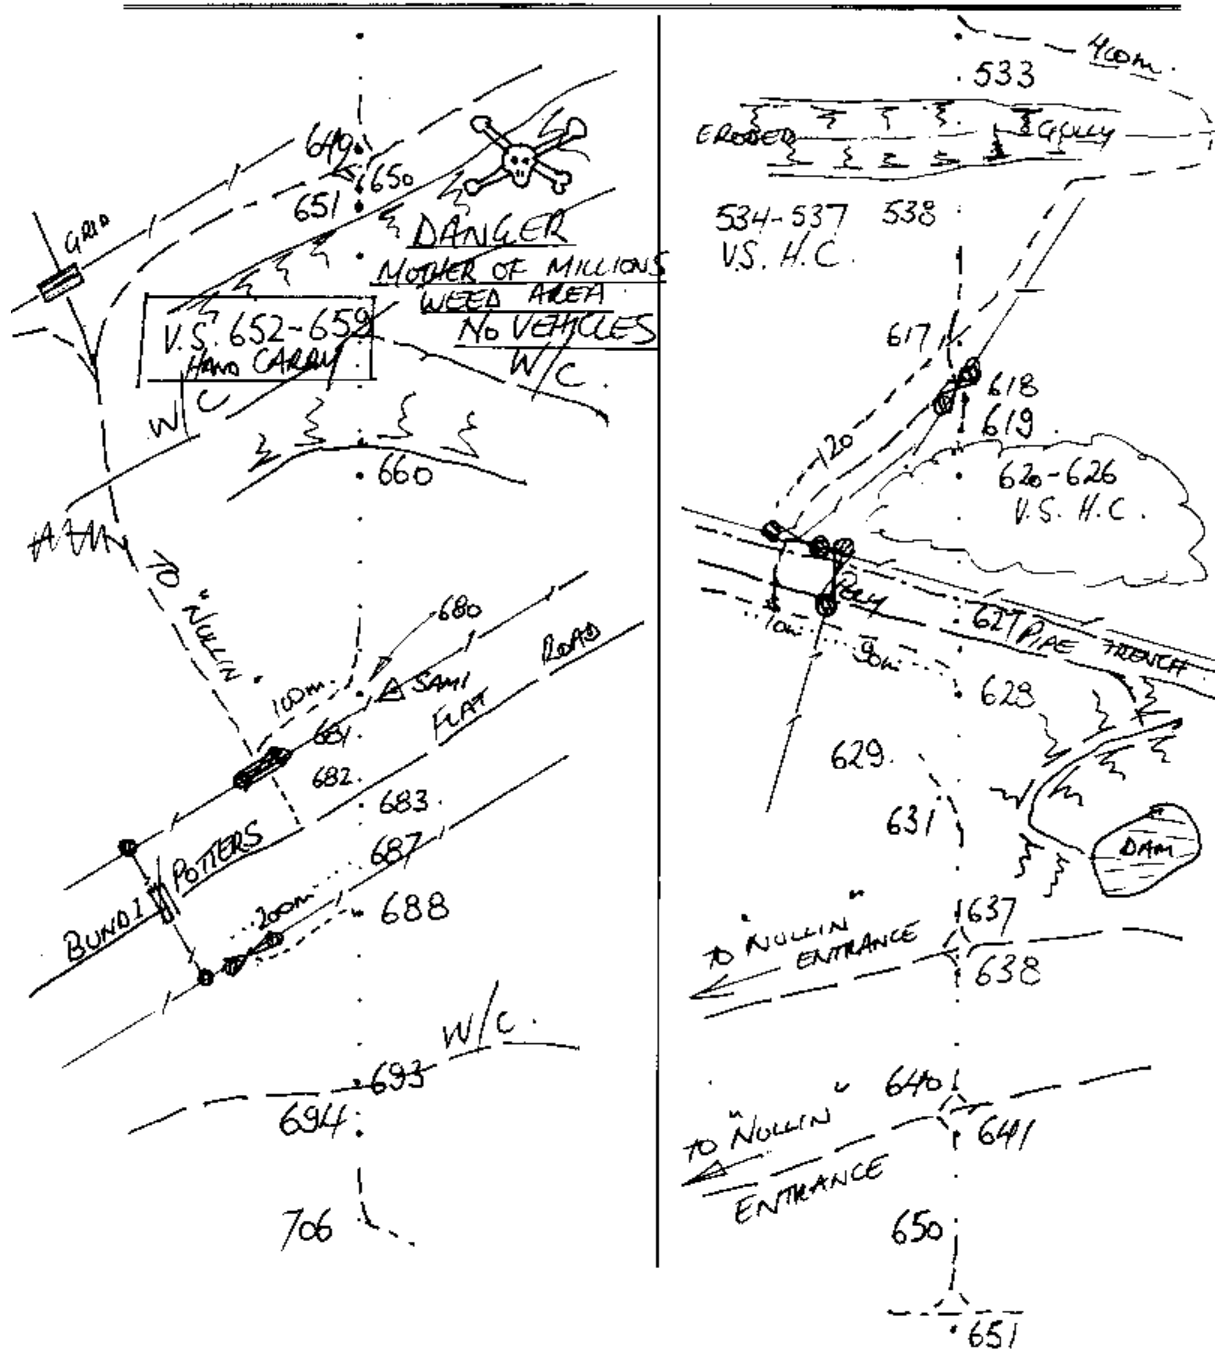 649
650
651
GRID
DANGER
MOTHER OF MILLIONS
WEED AREA
NO VEHICLES
V.S. 652-659
HAND CARRY
W/C
W/C.
660
TO "NULLIN"
680
SAMI
100m.
681
682
683
BUNDI POTTERS FLAT ROAD
687
200m
688
W/C.
693
694
706
400m.
533
ERODED GULLY
534-537 538
V.S. H.C.
617
618
619
120
620-626
V.S. H.C.
10m
90m
627 PIPE TRENCH
628
629
631
DAM
637
TO "NULLIN"
ENTRANCE
638
640
TO "NULLIN"
ENTRANCE
641
650
651